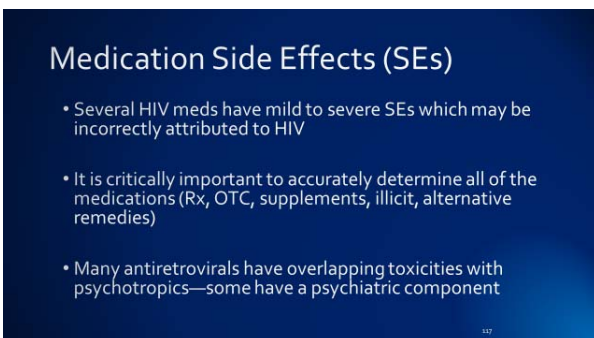 Medication Side Effects (SEs)
• Several HIV meds have mild to severe SEs which may be
incorrectly attributed to HIV
• It is critically important to accurately determine all of the
medications (Rx, OTC, supplements, illicit, alternative
remedies)
• Many antiretrovirals have overlapping toxicities with
psychotropics—some have a psychiatric component
117